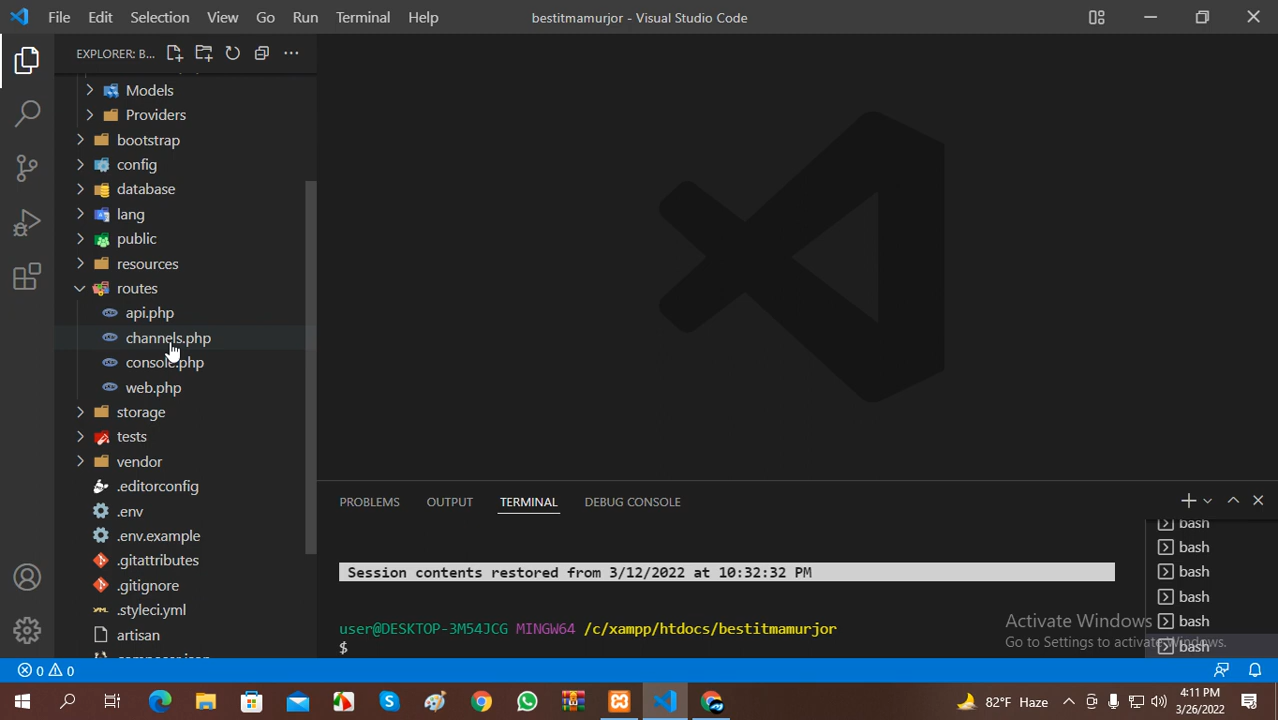 File Edit Selection View Go Run Terminal Help bestitmamurjor - Visual Studio Code
EXPLORER: B...
Models
Providers
bootstrap
config
database
lang
public
resources
routes
api.php
channels.php
console.php
web.php
storage
tests
vendor
.editorconfig
.env
.env.example
.gitattributes
.gitignore
.styleci.yml
artisan
PROBLEMS OUTPUT TERMINAL DEBUG CONSOLE
bash
bash
bash
bash
bash
bash
Session contents restored from 3/12/2022 at 10:32:32 PM
user@DESKTOP-3M54JCG MINGW64 /c/xampp/htdocs/bestitmamurjor
$
Activate Windows
Go to Settings to activate Windows.
0 0
82°F Haze
4:11 PM
3/26/2022